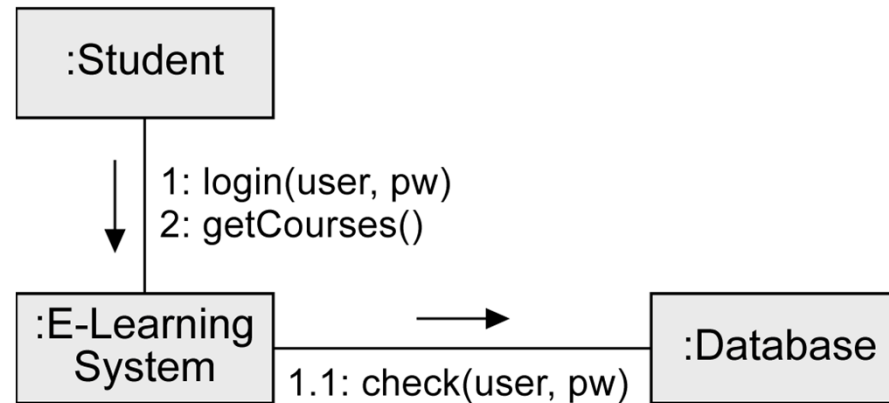 :Student
1: login(user, pw)
2: getCourses()
:E-Learning
System
:Database
1.1: check(user, pw)